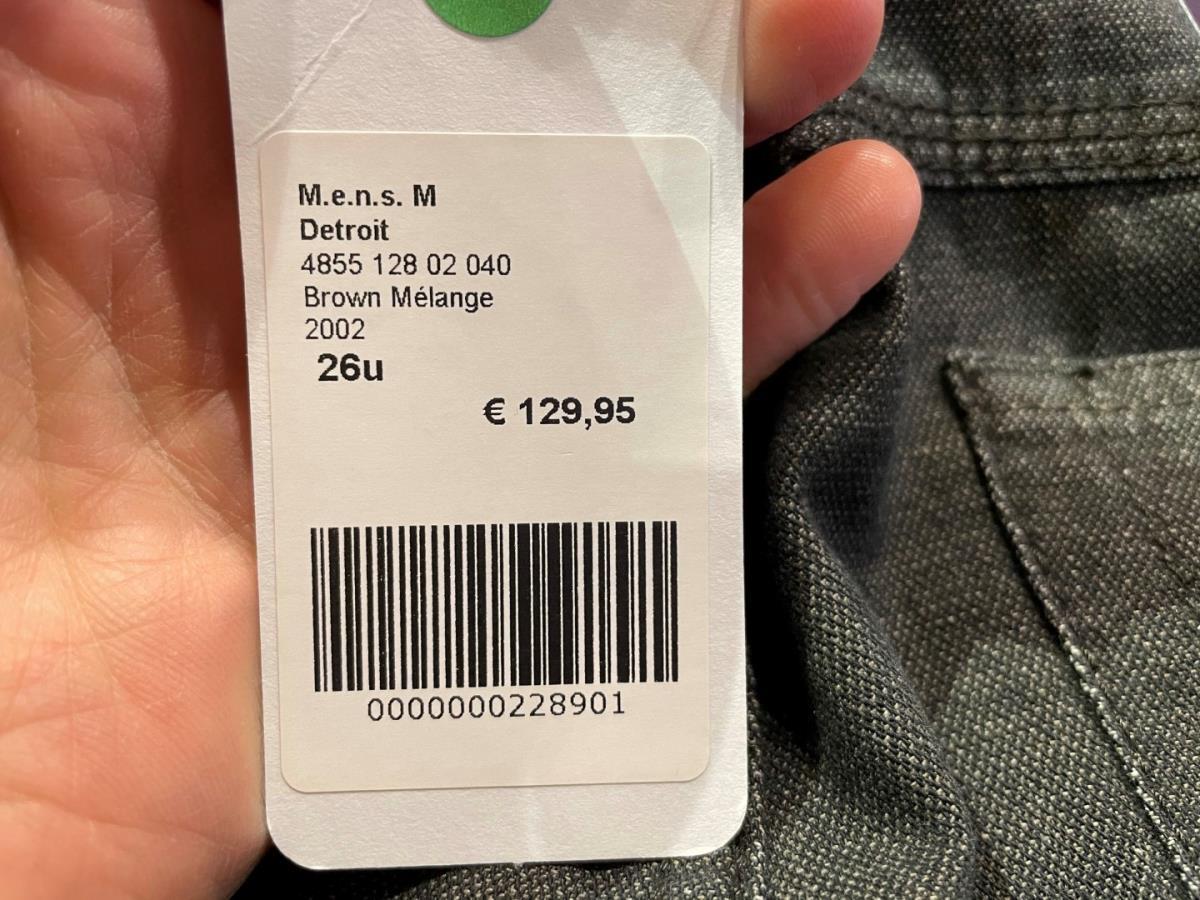 M.e.n.s. M
Detroit
4855 128 02 040
Brown Mélange
2002
26u
€ 129,95
0000000228901